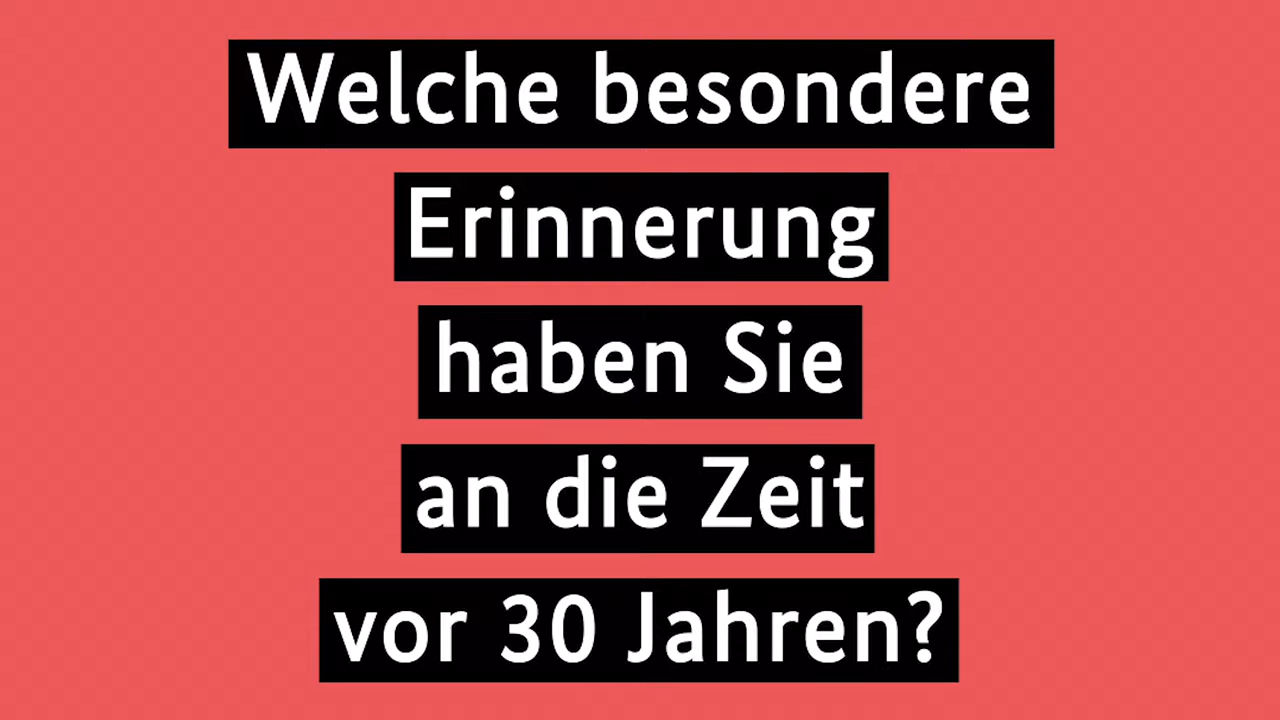 Welche besondere
Erinnerung
haben Sie
an die Zeit
vor 30 Jahren?